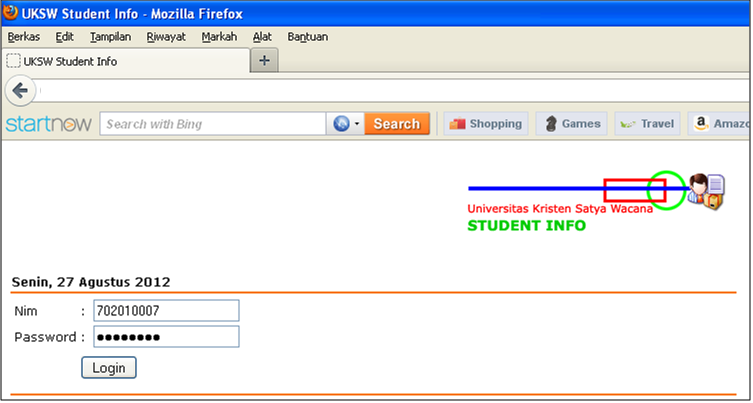 UKSW Student Info - Mozilla Firefox
Berkas Edit Tampilan Riwayat Markah Alat Bantuan
UKSW Student Info +
startnow Search with Bing Search Shopping Games Travel a Amazo
Universitas Kristen Satya Wacana
STUDENT INFO
Senin, 27 Agustus 2012
Nim : 702010007
Password : ●●●●●●●●
Login